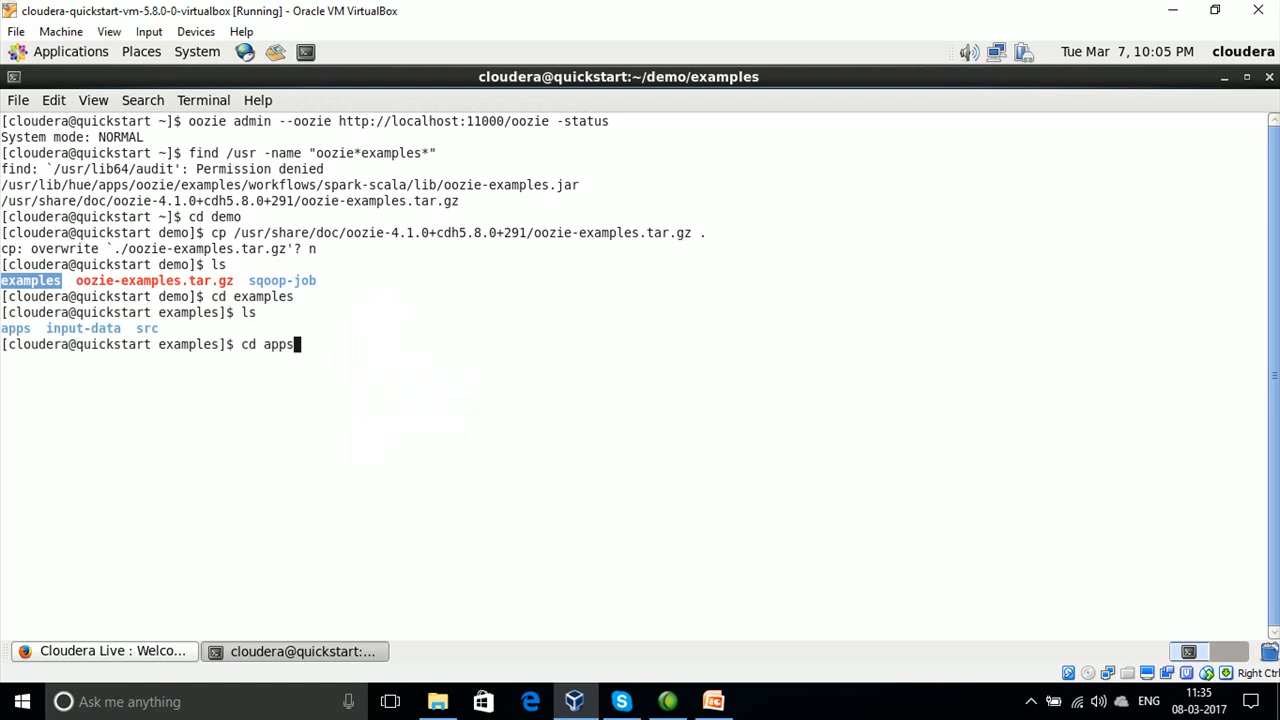 cloudera-quickstart-vm-5.8.0-0-virtualbox [Running] - Oracle VM VirtualBox
File Machine View Input Devices Help
Applications Places System Tue Mar 7, 10:05 PM cloudera
cloudera@quickstart:~/demo/examples
File Edit View Search Terminal Help
[cloudera@quickstart ~]$ oozie admin --oozie http://localhost:11000/oozie -status
System mode: NORMAL
[cloudera@quickstart ~]$ find /usr -name "oozie*examples*"
find: `/usr/lib64/audit': Permission denied
/usr/lib/hue/apps/oozie/examples/workflows/spark-scala/lib/oozie-examples.jar
/usr/share/doc/oozie-4.1.0+cdh5.8.0+291/oozie-examples.tar.gz
[cloudera@quickstart ~]$ cd demo
[cloudera@quickstart demo]$ cp /usr/share/doc/oozie-4.1.0+cdh5.8.0+291/oozie-examples.tar.gz .
cp: overwrite `./oozie-examples.tar.gz'? n
[cloudera@quickstart demo]$ ls
examples oozie-examples.tar.gz sqoop-job
[cloudera@quickstart demo]$ cd examples
[cloudera@quickstart examples]$ ls
apps input-data src
[cloudera@quickstart examples]$ cd apps
Cloudera Live : Welco... cloudera@quickstart:...
Right Ctrl
Ask me anything ENG 11:35
08-03-2017